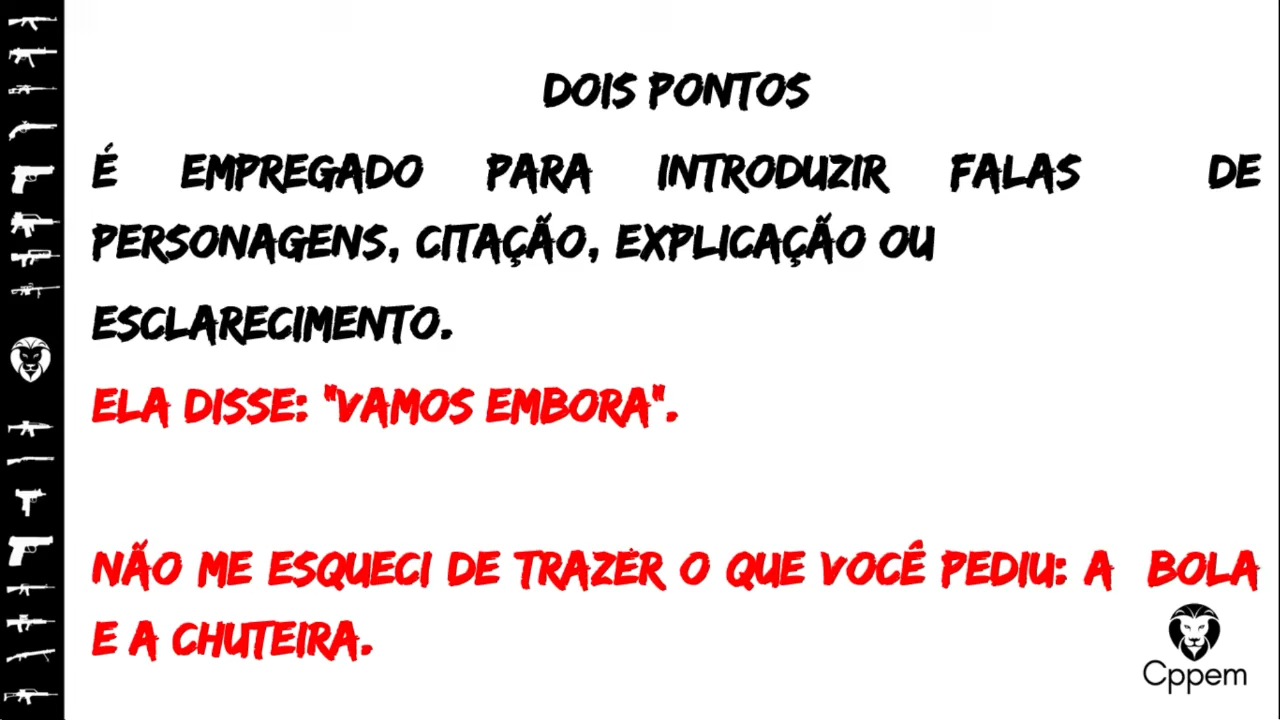 DOIS PONTOS
É EMPREGADO PARA INTRODUZIR FALAS DE
PERSONAGENS, CITAÇÃO, EXPLICAÇÃO OU
ESCLARECIMENTO.
ELA DISSE: "VAMOS EMBORA".
NÃO ME ESQUECI DE TRAZER O QUE VOCÊ PEDIU: A BOLA
E A CHUTEIRA.
Cppem